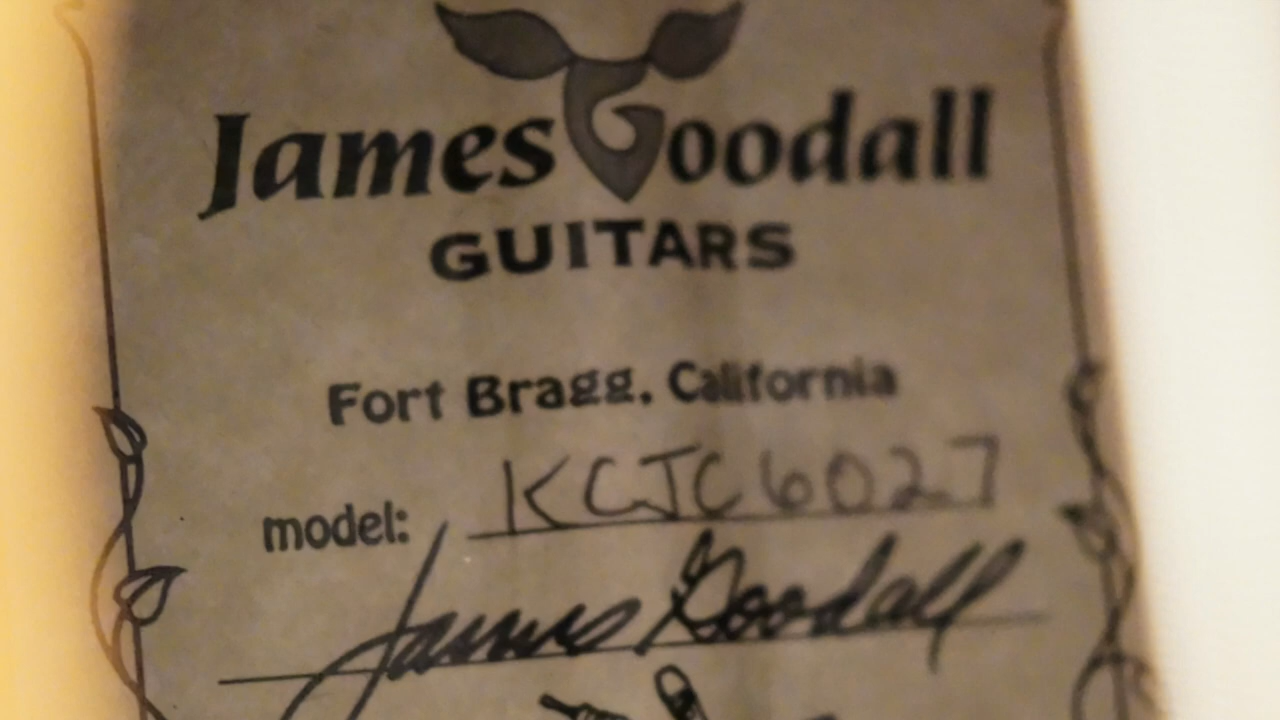 James Goodall
GUITARS
Fort Bragg, California
model: KCJC6027
James Goodall